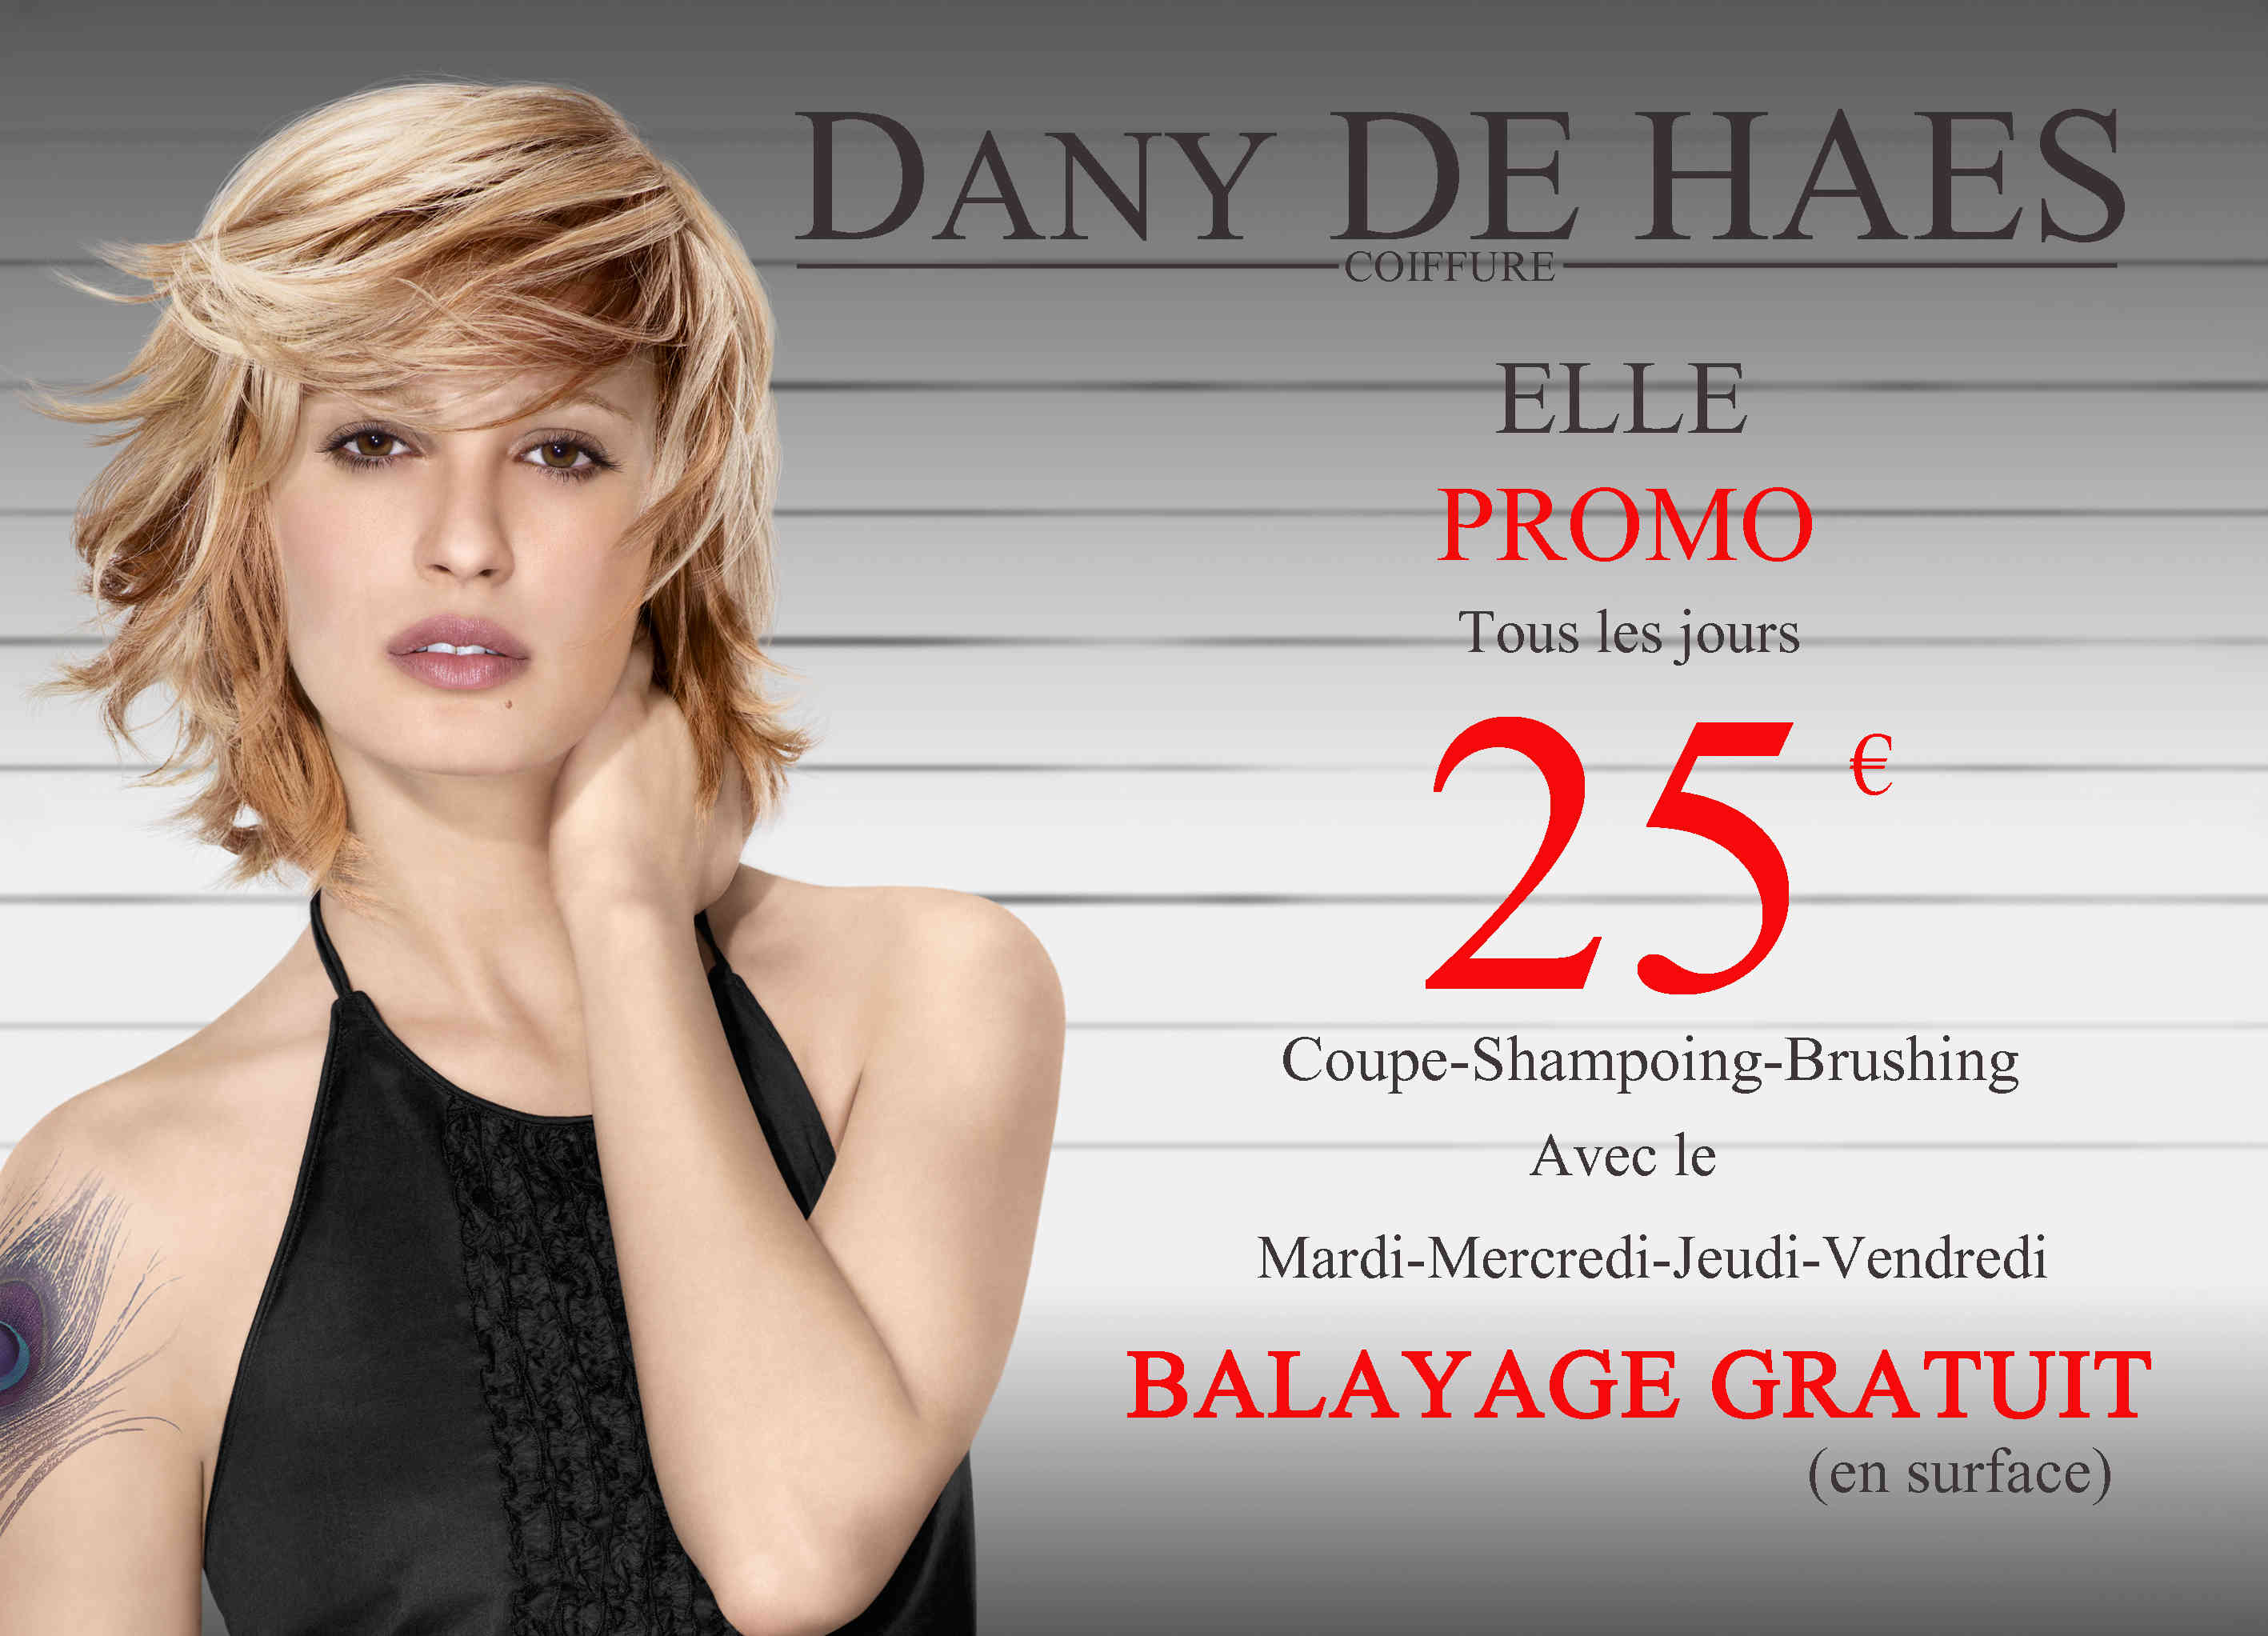 DANY DE HAES
COIFFURE
ELLE
PROMO
Tous les jours
25 €
Coupe-Shampoing-Brushing
Avec le
Mardi-Mercredi-Jeudi-Vendredi
BALAYAGE GRATUIT
(en surface)